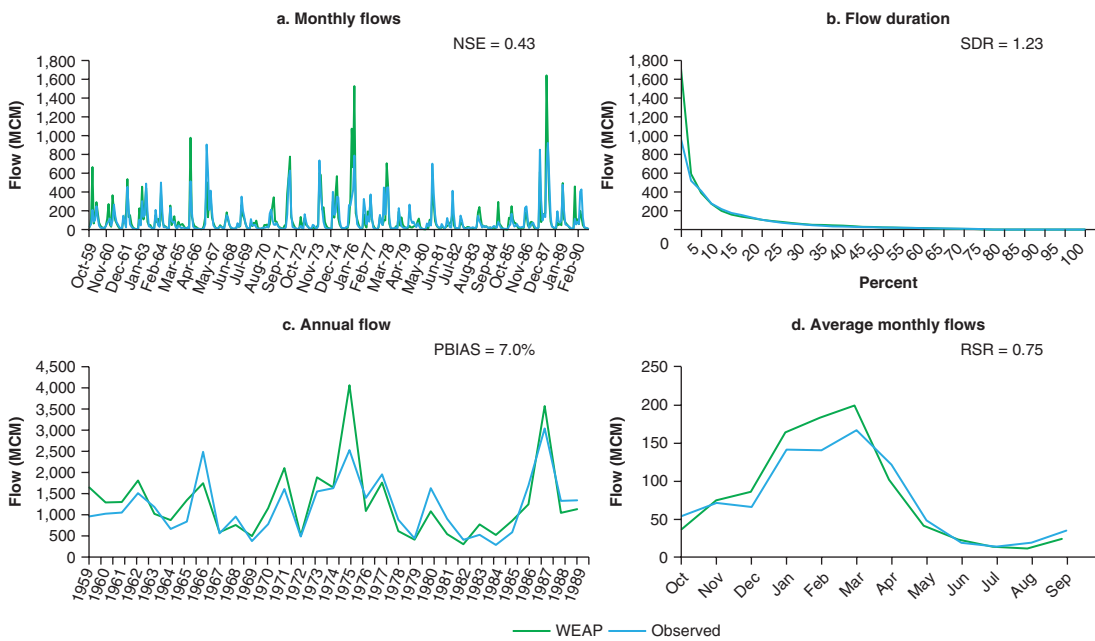 a. Monthly flows
NSE = 0.43
Flow (MCM)
1,800
1,600
1,400
1,200
1,000
800
600
400
200
0
Oct-59
Nov-60
Dec-61
Jan-63
Feb-64
Mar-65
Apr-66
May-67
Jun-68
Jul-69
Aug-70
Sep-71
Oct-72
Nov-73
Dec-74
Jan-76
Feb-77
Mar-78
Apr-79
May-80
Jun-81
Jul-82
Aug-83
Sep-84
Oct-85
Nov-86
Dec-87
Jan-89
Feb-90
b. Flow duration
SDR = 1.23
Flow (MCM)
1,800
1,600
1,400
1,200
1,000
800
600
400
200
0
5
10
15
20
25
30
35
40
45
50
55
60
65
70
75
80
85
90
95
100
Percent
c. Annual flow
PBIAS = 7.0%
Flow (MCM)
4,500
4,000
3,500
3,000
2,500
2,000
1,500
1,000
500
0
1959
1960
1961
1962
1963
1964
1965
1966
1967
1968
1969
1970
1971
1972
1973
1974
1975
1976
1977
1978
1979
1980
1981
1982
1983
1984
1985
1986
1987
1988
1989
d. Average monthly flows
RSR = 0.75
Flow (MCM)
250
200
150
100
50
0
Oct
Nov
Dec
Jan
Feb
Mar
Apr
May
Jun
Jul
Aug
Sep
WEAP
Observed